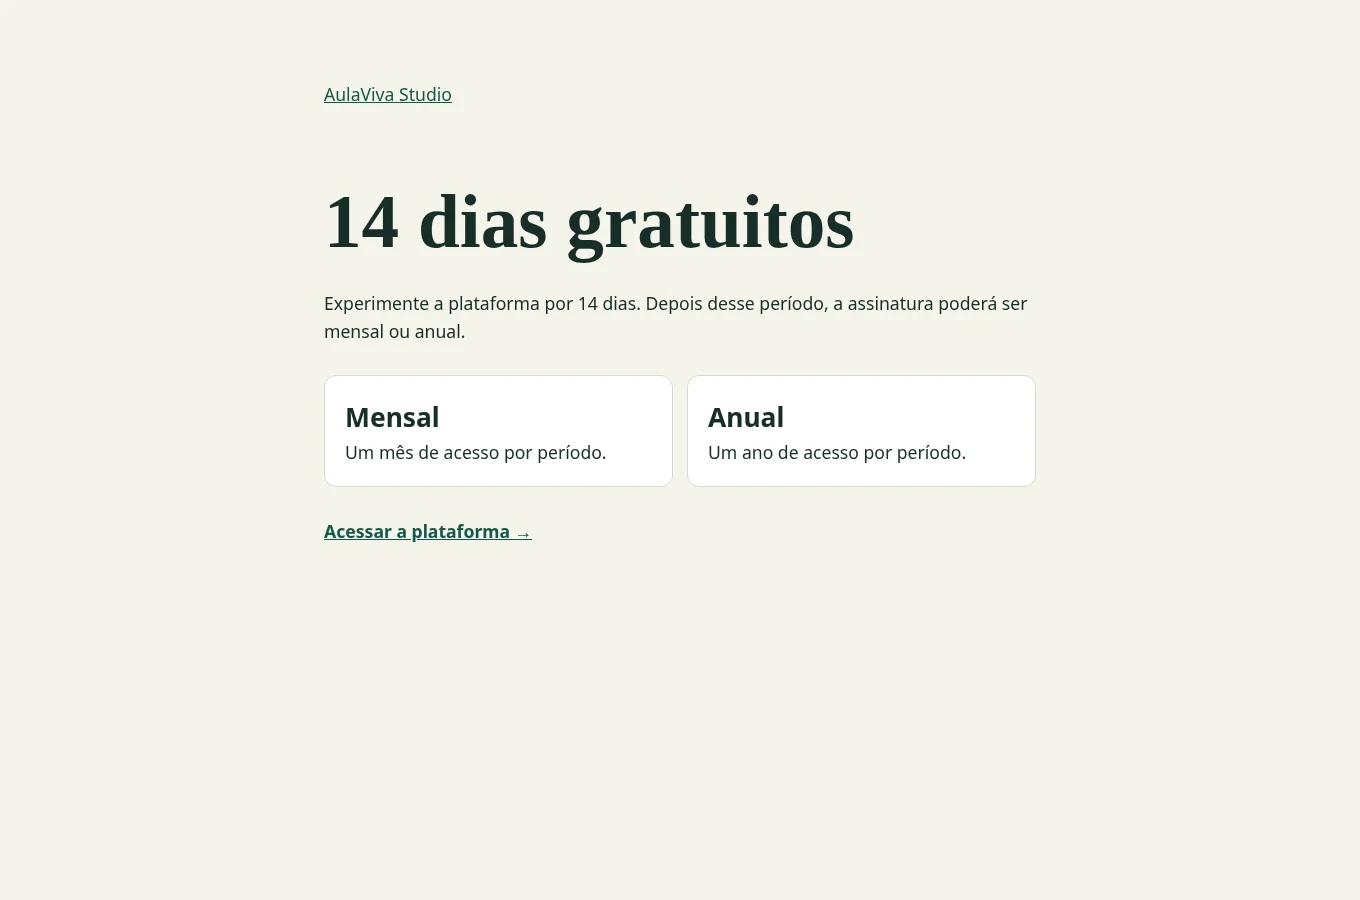 AulaViva Studio
14 dias gratuitos
Experimente a plataforma por 14 dias. Depois desse período, a assinatura poderá ser
mensal ou anual.
Mensal
Um mês de acesso por período.
Anual
Um ano de acesso por período.
Acessar a plataforma →